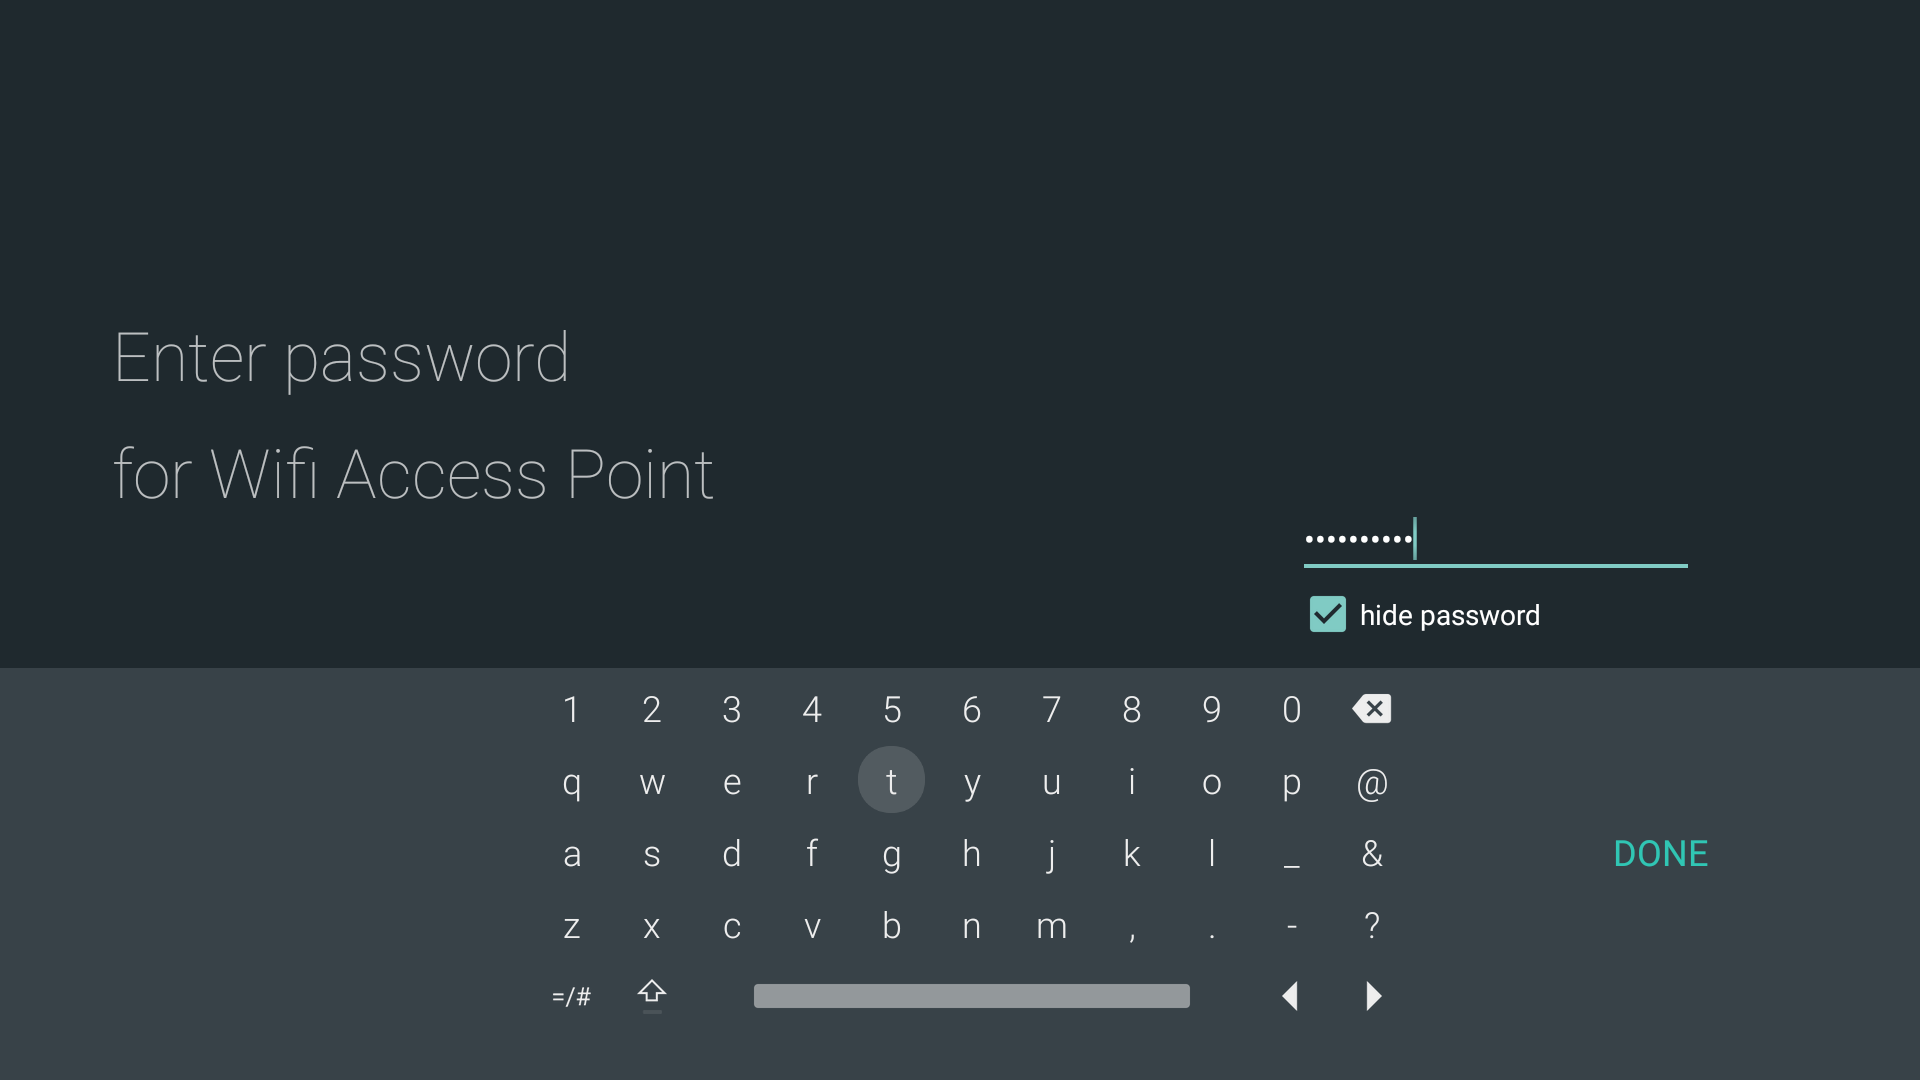 Enter password
for Wifi Access Point
••••••••••
hide password
1 2 3 4 5 6 7 8 9 0
q w e r t y u i o p @
a s d f g h j k l _ &
DONE
z x c v b n m , . - ?
=/#